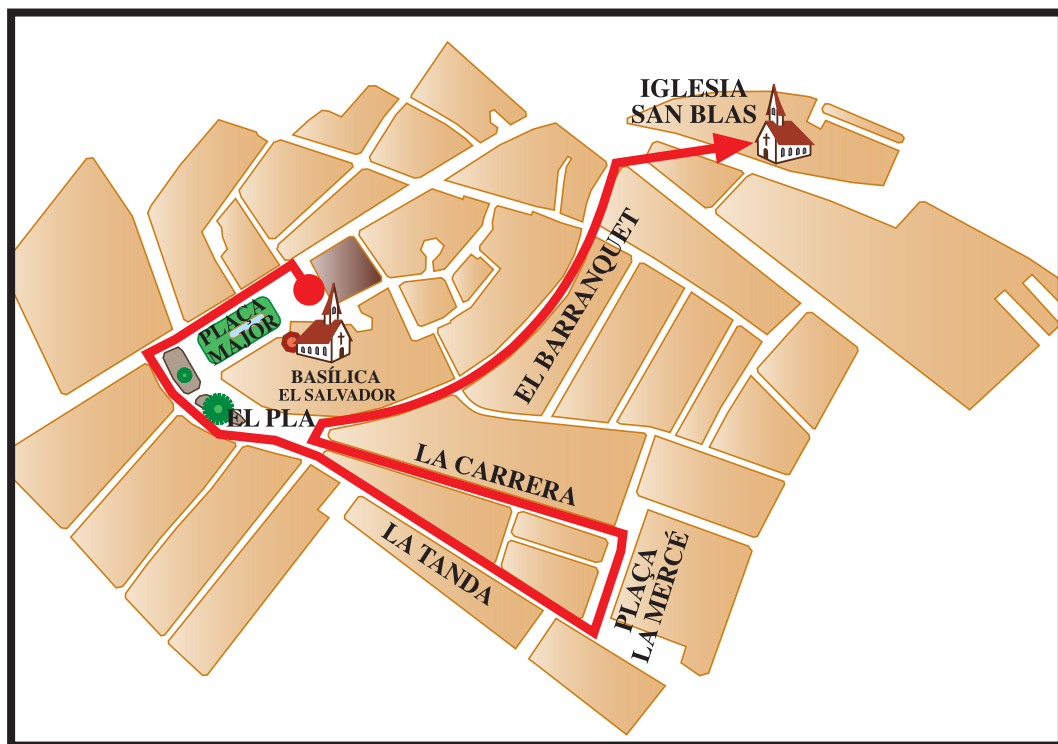 IGLESIA
SAN BLAS
PLAÇA
MAJOR
BASÍLICA
EL SALVADOR
EL PLA
EL BARRANQUET
LA CARRERA
LA TANDA
PLAÇA
LA MERCÉ